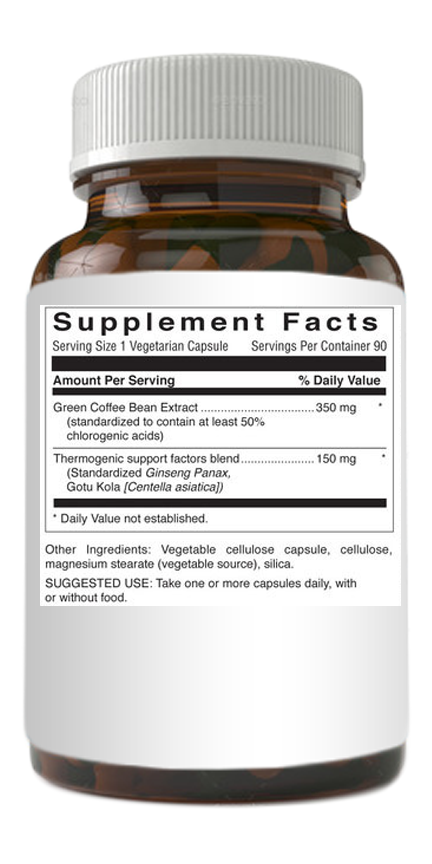 Supplement Facts
Serving Size 1 Vegetarian Capsule Servings Per Container 90
Amount Per Serving % Daily Value
Green Coffee Bean Extract ................................... 350 mg *
(standardized to contain at least 50%
chlorogenic acids)
Thermogenic support factors blend ...................... 150 mg *
(Standardized Ginseng Panax,
Gotu Kola [Centella asiatica])
* Daily Value not established.
Other Ingredients: Vegetable cellulose capsule, cellulose,
magnesium stearate (vegetable source), silica.
SUGGESTED USE: Take one or more capsules daily, with
or without food.